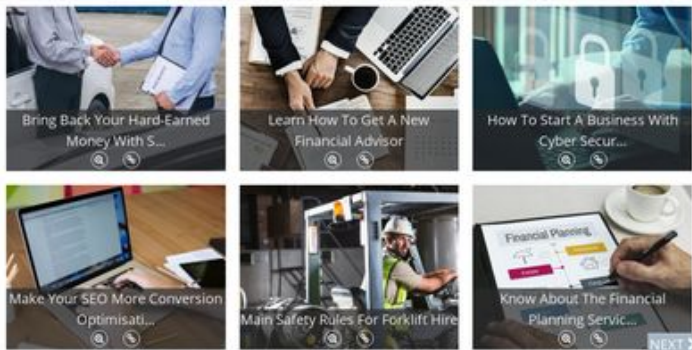 Bring Back Your Hard-Earned
Money With S...
Learn How To Get A New
Financial Advisor
How To Start A Business With
Cyber Secur...
Make Your SEO More Conversion
Optimisati...
Main Safety Rules For Forklift Hire
Financial Planning
Know About The Financial
Planning Servic...
NEXT